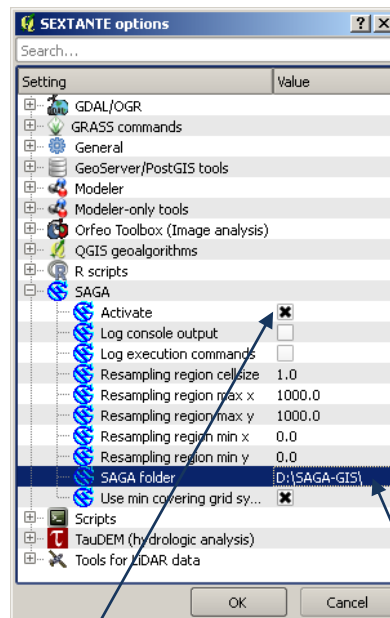 SEXTANTE options
Search...
Setting Value
GDAL/OGR
GRASS commands
General
GeoServer/PostGIS tools
Modeler
Modeler-only tools
Orfeo Toolbox (Image analysis)
QGIS geoalgorithms
R scripts
SAGA
Activate
Log console output
Log execution commands
Resampling region cellsize 1.0
Resampling region max x 1000.0
Resampling region max y 1000.0
Resampling region min x 0.0
Resampling region min y 0.0
SAGA folder D:\SAGA-GIS\
Use min covering grid sy...
Scripts
TauDEM (hydrologic analysis)
Tools for LiDAR data
OK Cancel